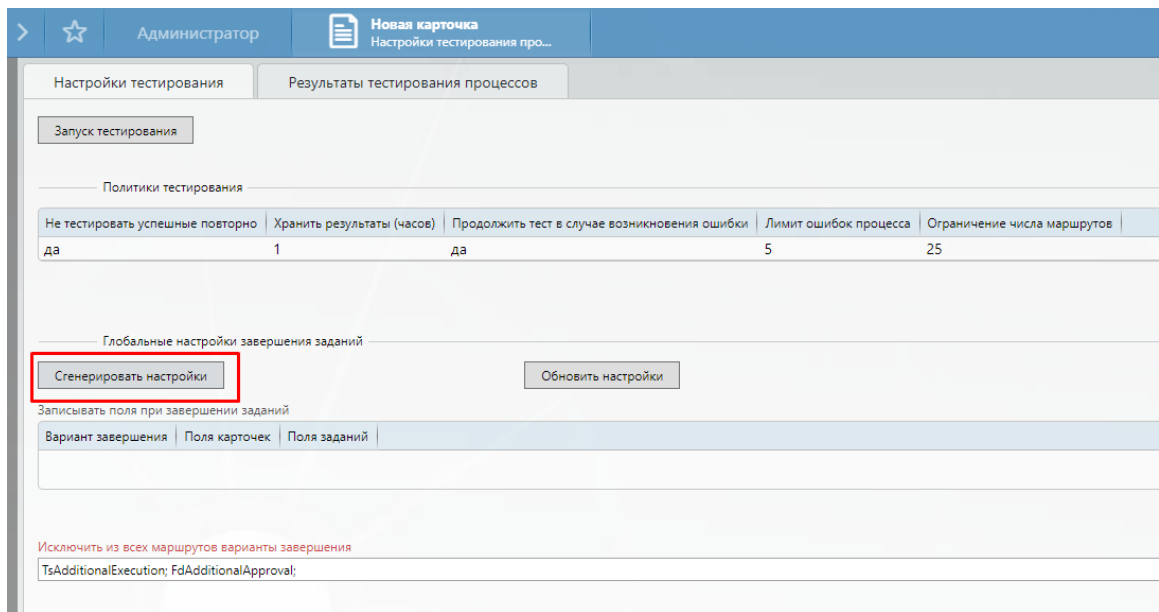 Администратор
Новая карточка
Настройки тестирования про...
Настройки тестирования
Результаты тестирования процессов
Запуск тестирования
Политики тестирования
Не тестировать успешные повторно Хранить результаты (часов) Продолжить тест в случае возникновения ошибки Лимит ошибок процесса Ограничение числа маршрутов
да 1 да 5 25
Глобальные настройки завершения заданий
Сгенерировать настройки
Обновить настройки
Записывать поля при завершении заданий
Вариант завершения Поля карточек Поля заданий
Исключить из всех маршрутов варианты завершения
TsAdditionalExecution; FdAdditionalApproval;